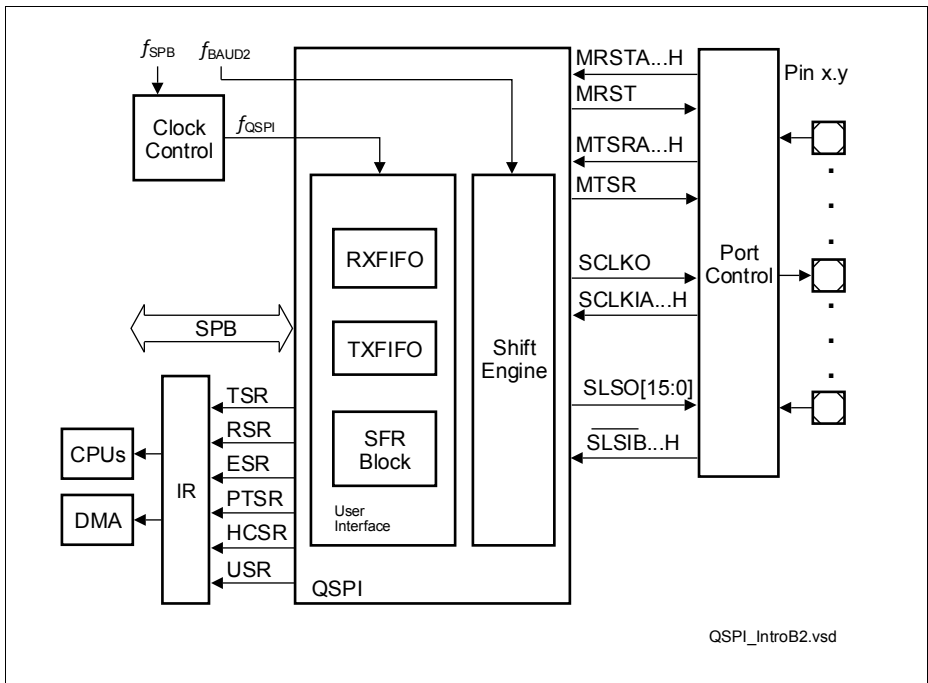 fSPB
fBAUD2
Clock
Control
fQSPI
SPB
TSR
RSR
ESR
PTSR
HCSR
USR
IR
CPUs
DMA
RXFIFO
TXFIFO
SFR
Block
User
Interface
Shift
Engine
QSPI
MRSTA...H
MRST
MTSRA...H
MTSR
SCLKO
SCLKIA...H
SLSO[15:0]
SLSIB...H
Port
Control
Pin x.y
QSPI_IntroB2.vsd